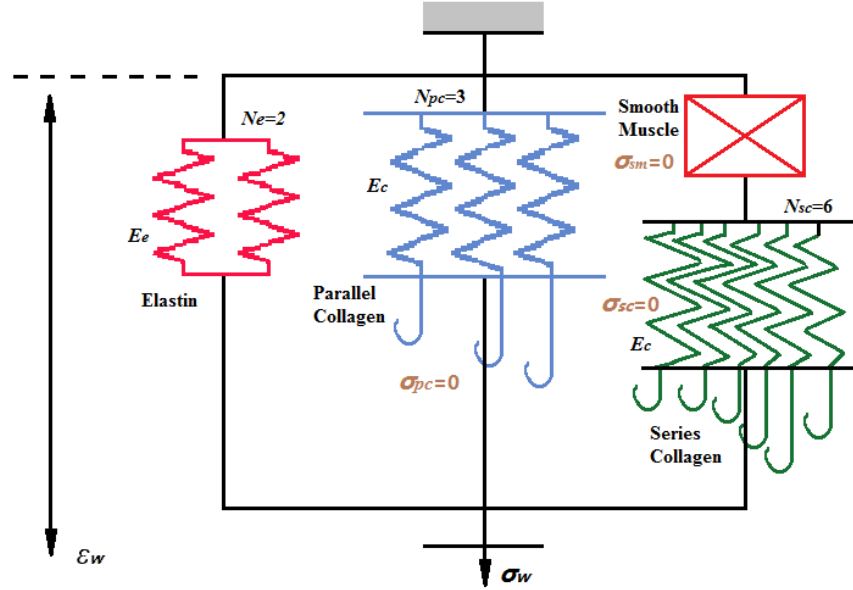 Npc=3
Ne=2
Smooth
Muscle
σsm=0
Ec
Nsc=6
Ee
Elastin
Parallel
Collagen
σsc=0
Ec
σpc=0
Series
Collagen
εw
σw